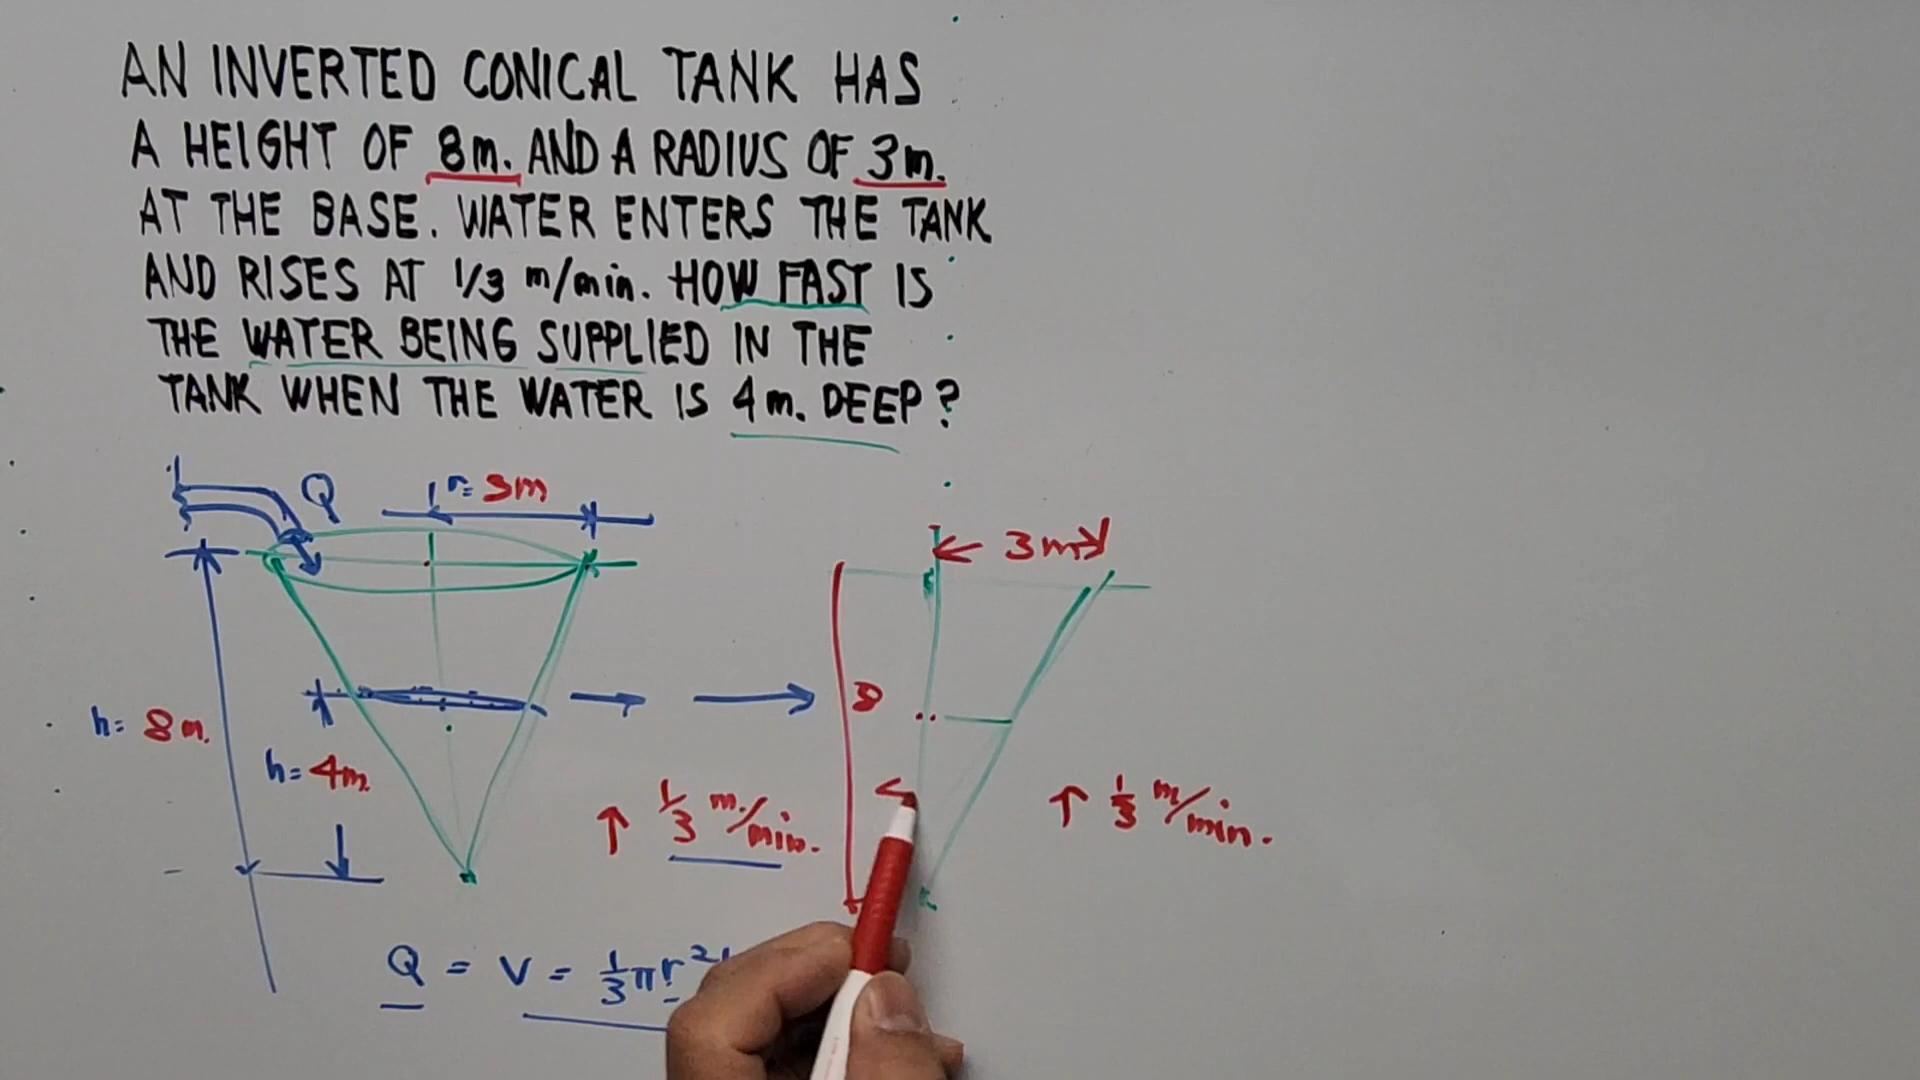 AN INVERTED CONICAL TANK HAS
A HEIGHT OF 8m. AND A RADIUS OF 3m.
AT THE BASE. WATER ENTERS THE TANK
AND RISES AT 1/3 m/min. HOW FAST IS
THE WATER BEING SUPPLIED IN THE
TANK WHEN THE WATER IS 4m. DEEP?
Q r = 3m
3m
8
h = 8m.
h = 4m.
↑ 1/3 m./min.
↑ 1/3 m/min.
Q = V = 1/3 πr²